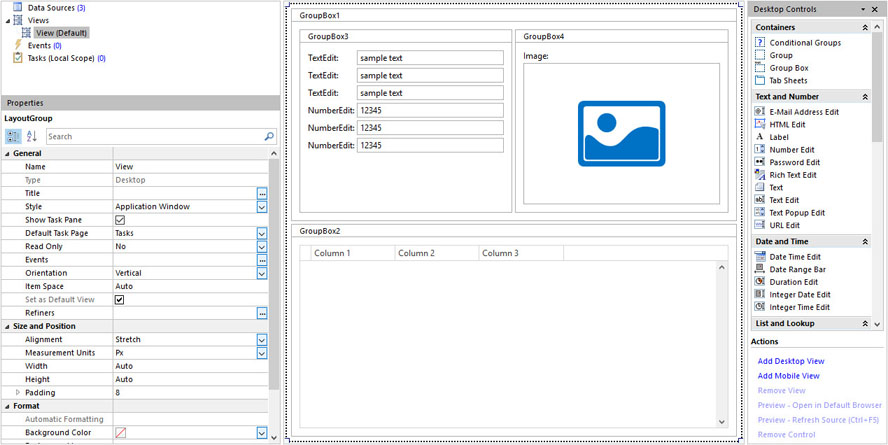 Data Sources (3)
Views
View (Default)
Events (0)
Tasks (Local Scope) (0)
Properties
LayoutGroup
Search
General
Name View
Type Desktop
Title ...
Style Application Window
Show Task Pane
Default Task Page Tasks
Read Only No
Events ...
Orientation Vertical
Item Space Auto
Set as Default View
Refiners ...
Size and Position
Alignment Stretch
Measurement Units Px
Width Auto
Height Auto
Padding 8
Format
Automatic Formatting
Background Color
GroupBox1
GroupBox3
TextEdit: sample text
TextEdit: sample text
TextEdit: sample text
NumberEdit: 12345
NumberEdit: 12345
NumberEdit: 12345
GroupBox4
Image:
GroupBox2
Column 1 Column 2 Column 3
Desktop Controls
Containers
Conditional Groups
Group
Group Box
Tab Sheets
Text and Number
E-Mail Address Edit
HTML Edit
Label
Number Edit
Password Edit
Rich Text Edit
Text
Text Edit
Text Popup Edit
URL Edit
Date and Time
Date Time Edit
Date Range Bar
Duration Edit
Integer Date Edit
Integer Time Edit
List and Lookup
Actions
Add Desktop View
Add Mobile View
Remove View
Preview - Open in Default Browser
Preview - Refresh Source (Ctrl+F5)
Remove Control